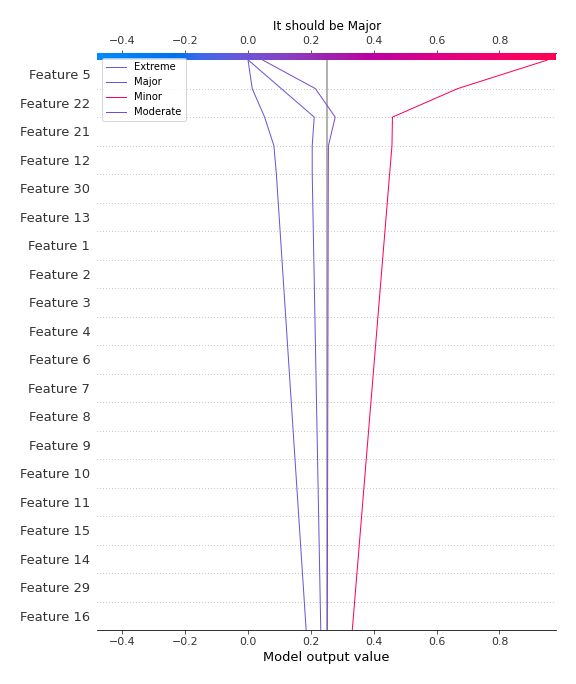 It should be Major
−0.4 −0.2 0.0 0.2 0.4 0.6 0.8
Extreme
Major
Minor
Moderate
Feature 5
Feature 22
Feature 21
Feature 12
Feature 30
Feature 13
Feature 1
Feature 2
Feature 3
Feature 4
Feature 6
Feature 7
Feature 8
Feature 9
Feature 10
Feature 11
Feature 15
Feature 14
Feature 29
Feature 16
−0.4 −0.2 0.0 0.2 0.4 0.6 0.8
Model output value